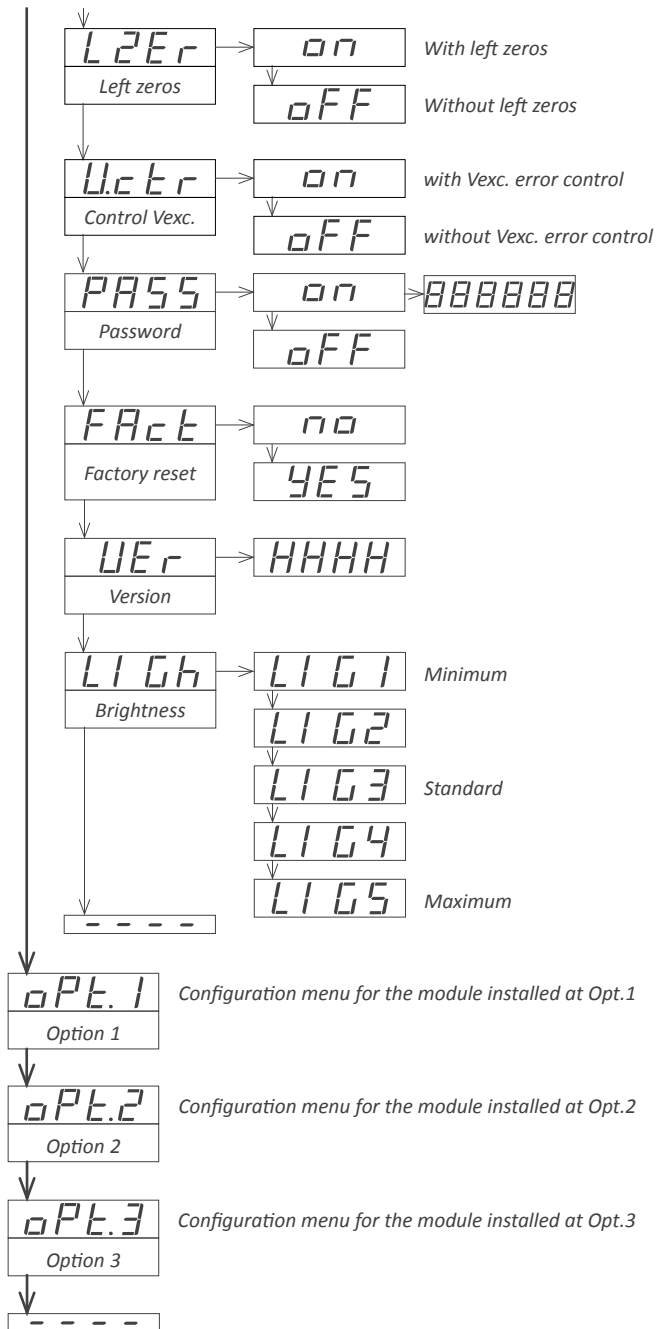 LZEr on With left zeros
Left zeros
oFF Without left zeros
U.ctr on with Vexc. error control
Control Vexc.
oFF without Vexc. error control
PASS on 888888
Password
oFF
FAct no
Factory reset
YES
VEr HHHH
Version
LIGh LIG1 Minimum
Brightness
LIG2
LIG3 Standard
LIG4
LIG5 Maximum
- - - -
oPt.1 Configuration menu for the module installed at Opt.1
Option 1
oPt.2 Configuration menu for the module installed at Opt.2
Option 2
oPt.3 Configuration menu for the module installed at Opt.3
Option 3
- - - -